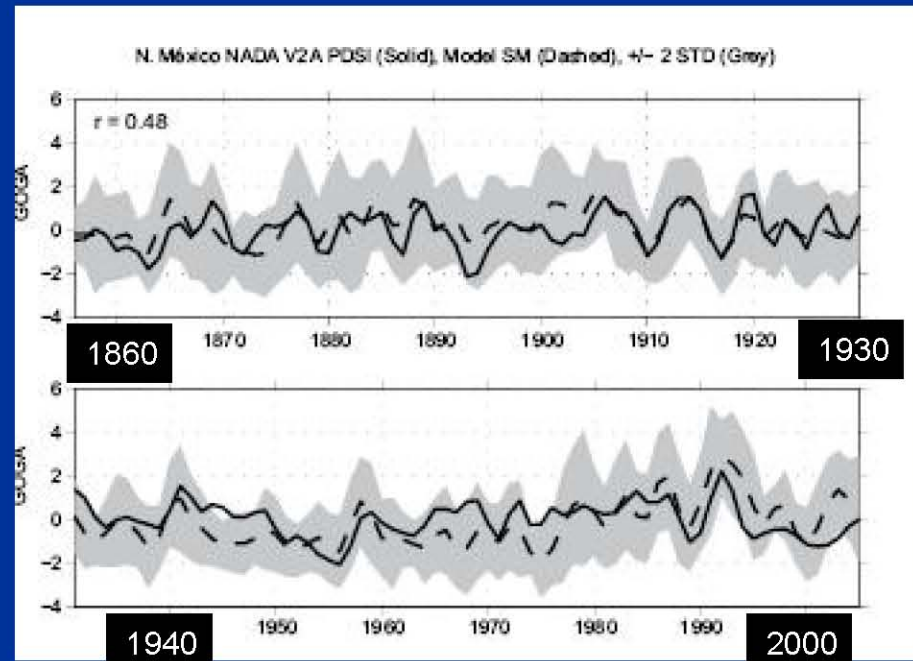 N. México NADA V2A PDSI (Solid), Model SM (Dashed), +/- 2 STD (Grey)
6
r = 0.48
4
2
GOGA
0
-2
-4
1860 1870 1880 1890 1900 1910 1920 1930
6
4
2
GOGA
0
-2
-4
1940 1950 1960 1970 1980 1990 2000